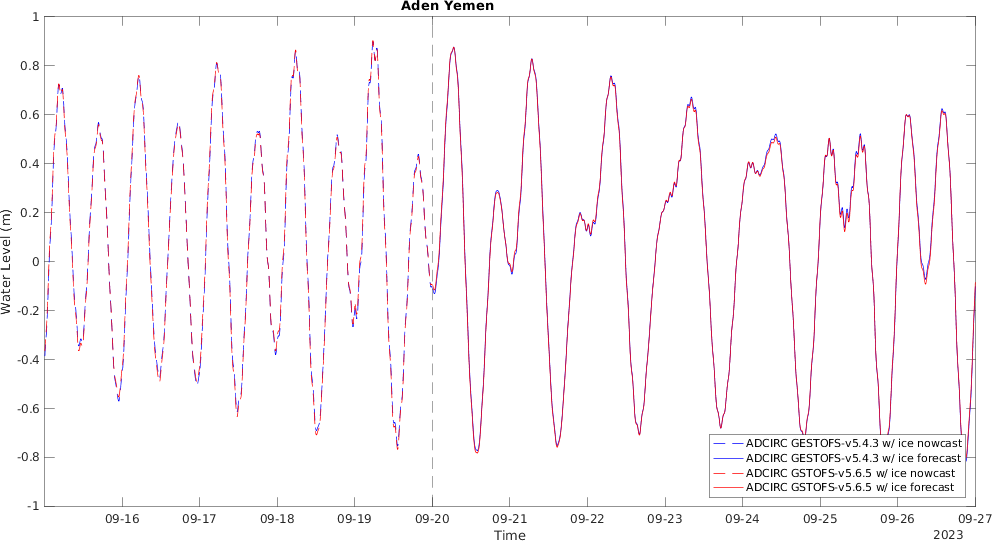 Aden Yemen
1
0.8
0.6
0.4
0.2
0
-0.2
-0.4
-0.6
-0.8
-1
Water Level (m)
09-16 09-17 09-18 09-19 09-20 09-21 09-22 09-23 09-24 09-25 09-26 09-27
Time
2023
ADCIRC GESTOFS-v5.4.3 w/ ice nowcast
ADCIRC GESTOFS-v5.4.3 w/ ice forecast
ADCIRC GSTOFS-v5.6.5 w/ ice nowcast
ADCIRC GSTOFS-v5.6.5 w/ ice forecast